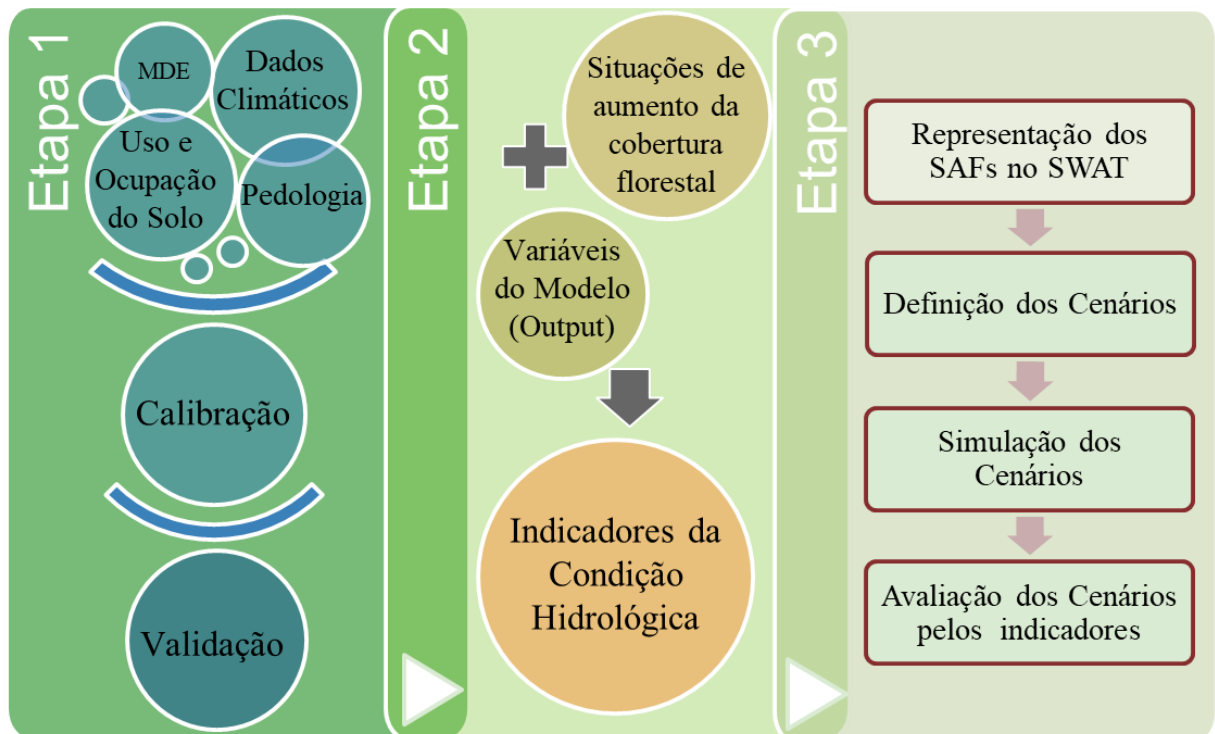 Etapa 1
MDE
Dados
Climáticos
Uso e
Ocupação
do Solo
Pedologia
Calibração
Validação
Etapa 2
Situações de
aumento da
cobertura
florestal
Variáveis
do Modelo
(Output)
Indicadores da
Condição
Hidrológica
Etapa 3
Representação dos
SAFs no SWAT
Definição dos Cenários
Simulação dos
Cenários
Avaliação dos Cenários
pelos indicadores